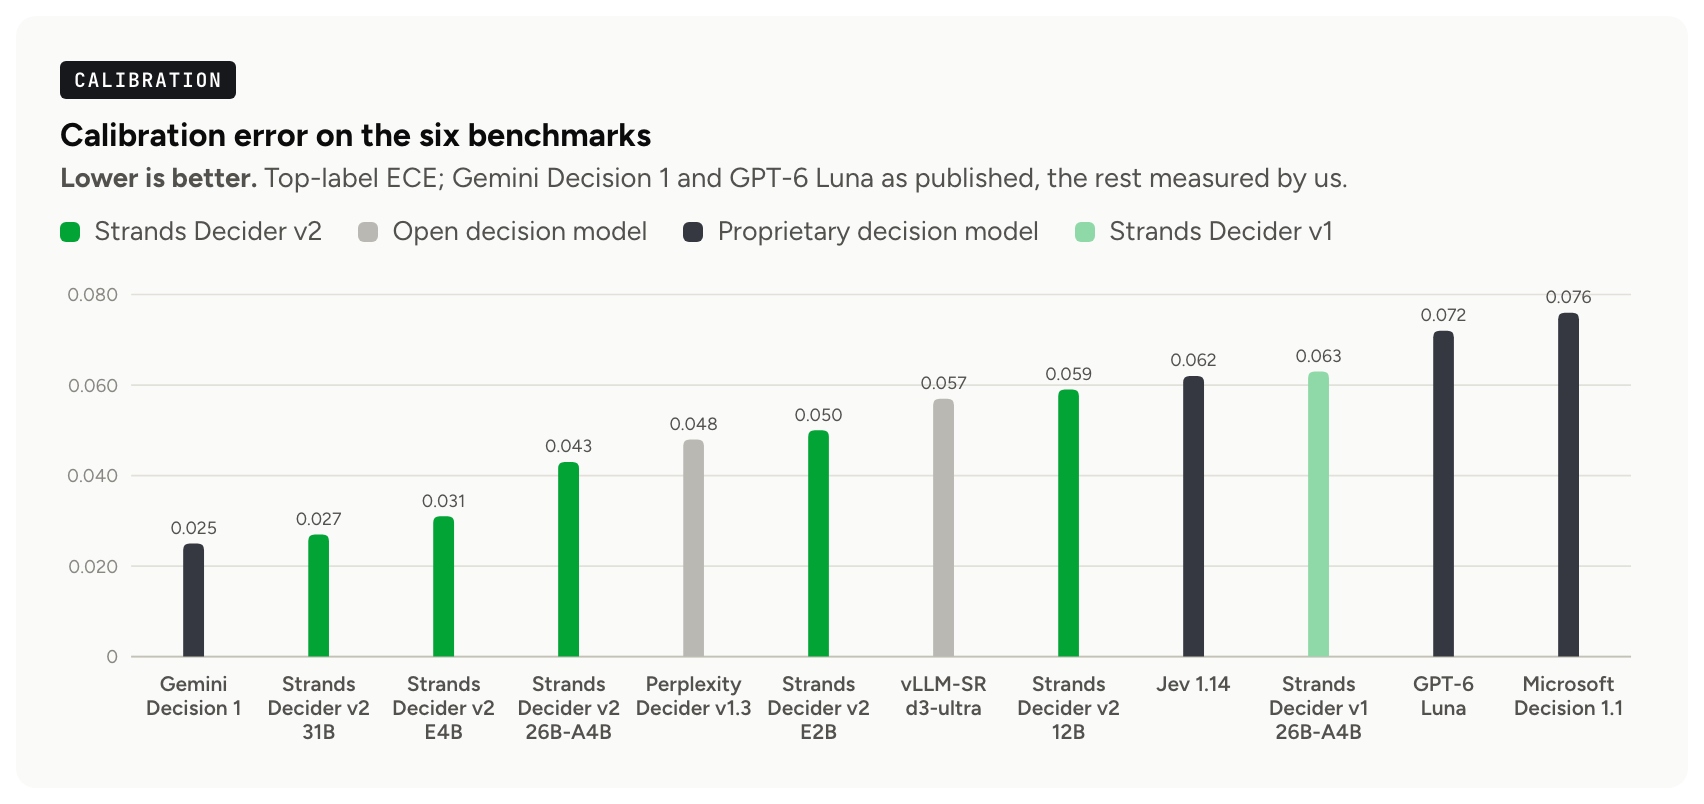 CALIBRATION
Calibration error on the six benchmarks
Lower is better. Top-label ECE; Gemini Decision 1 and GPT-6 Luna as published, the rest measured by us.
Strands Decider v2 Open decision model Proprietary decision model Strands Decider v1
0.080
0.060
0.040
0.020
0
0.025
0.027
0.031
0.043
0.048
0.050
0.057
0.059
0.062
0.063
0.072
0.076
Gemini
Decision 1
Strands
Decider v2
31B
Strands
Decider v2
E4B
Strands
Decider v2
26B-A4B
Perplexity
Decider v1.3
Strands
Decider v2
E2B
vLLM-SR
d3-ultra
Strands
Decider v2
12B
Jev 1.14
Strands
Decider v1
26B-A4B
GPT-6
Luna
Microsoft
Decision 1.1